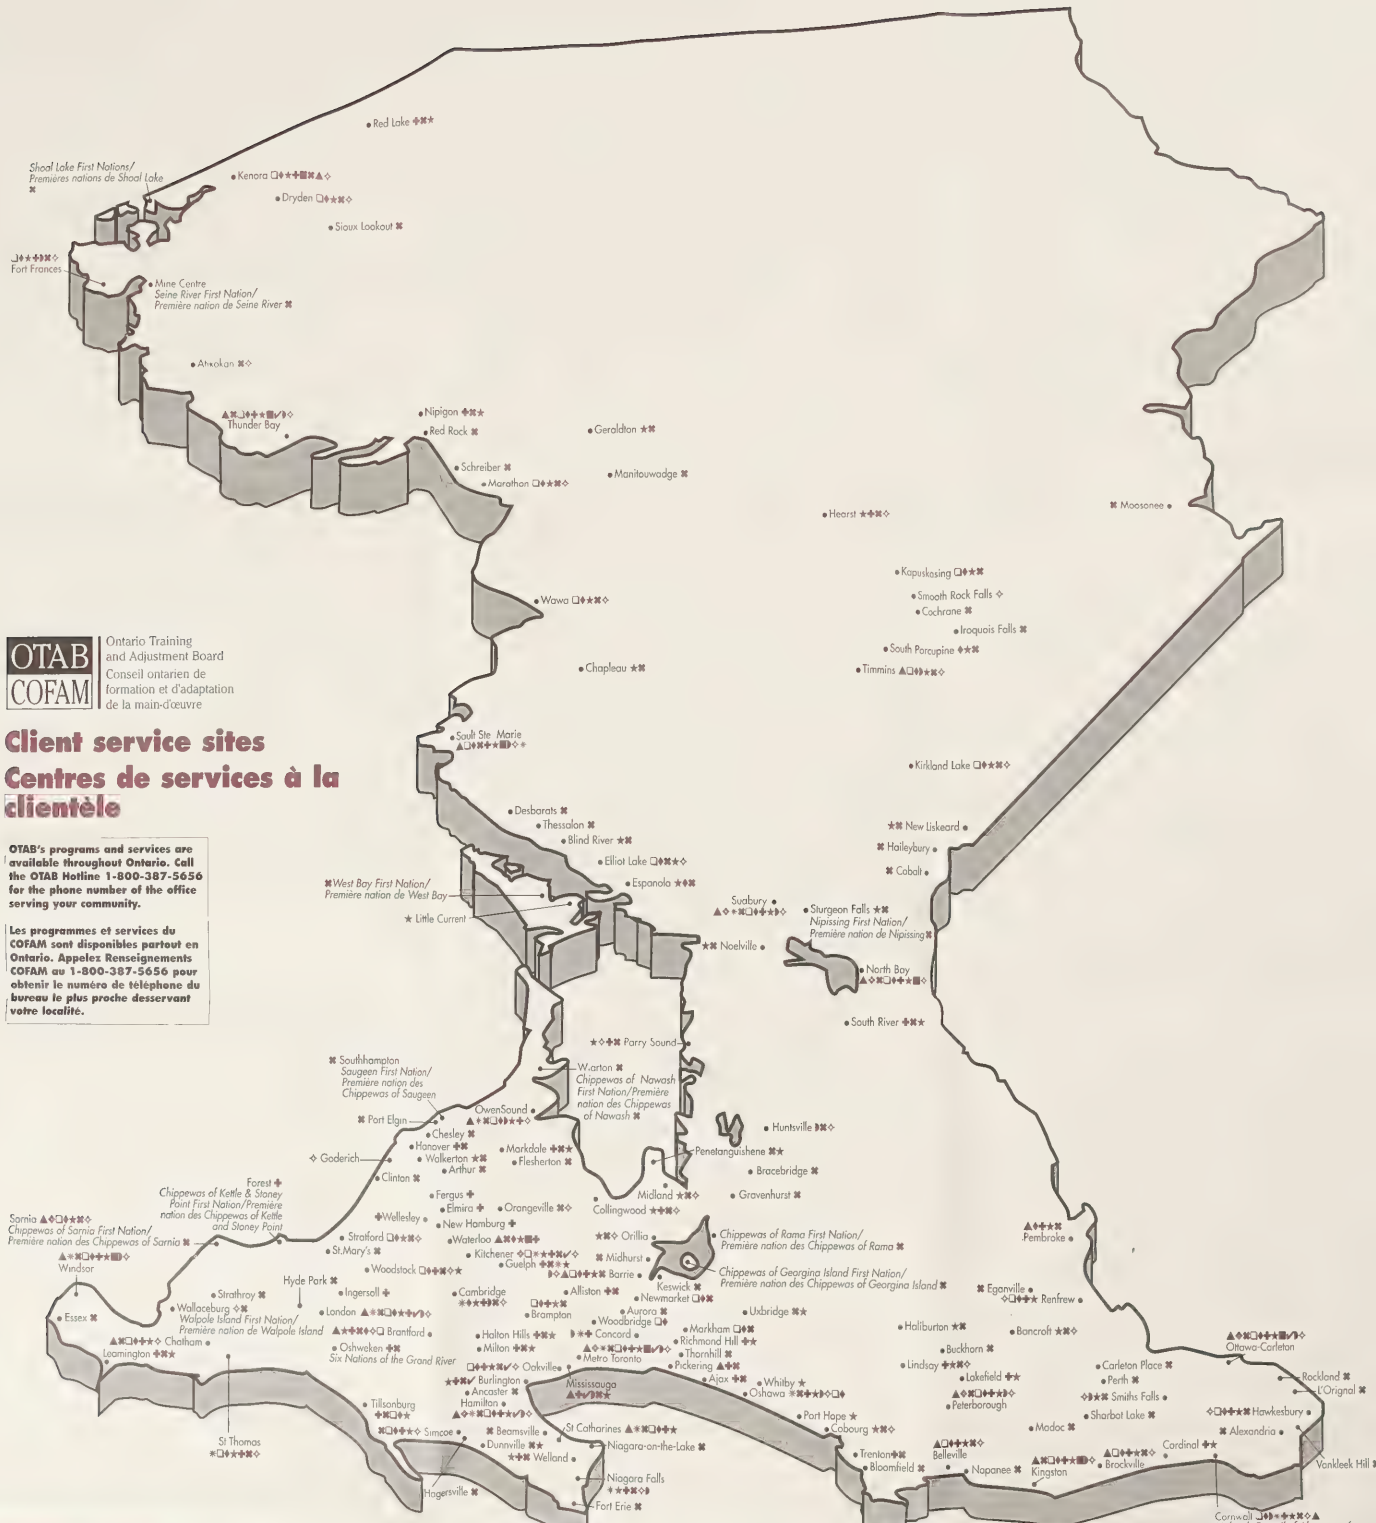 Red Lake ✚✖★
Shoal Lake First Nations/
Premières nations de Shoal Lake
✖
Kenora ❑♦★✚■✖▲◇
Dryden ❑♦★✖◇
Sioux Lookout ✖
❑♦★✚◗✖◇
Fort Frances
Mine Centre
Seine River First Nation/
Première nation de Seine River ✖
Atikokan ✖◇
▲✖❑♦✚★■✔◗◇
Thunder Bay
Nipigon ✚✖★
Red Rock ✖
Geraldton ★✖
Schreiber ✖
Marathon ❑♦★✖◇
Manitouwadge ✖
Hearst ★✚✖◇
✖ Moosonee
Kapuskasing ❑♦★✖
Smooth Rock Falls ◇
Cochrane ✖
Iroquois Falls ✖
South Porcupine ♦★✖
Timmins ▲❑♦◗★✖◇
Wawa ❑♦★✖◇
Chapleau ★✖
OTAB
COFAM
Ontario Training
and Adjustment Board
Conseil ontarien de
formation et d'adaptation
de la main-d'œuvre
Client service sites
Centres de services à la
clientèle
OTAB's programs and services are
available throughout Ontario. Call
the OTAB Hotline 1-800-387-5656
for the phone number of the office
serving your community.
Les programmes et services du
COFAM sont disponibles partout en
Ontario. Appelez Renseignements
COFAM au 1-800-387-5656 pour
obtenir le numéro de téléphone du
bureau le plus proche desservant
votre localité.
Sault Ste. Marie
▲❑♦✖✚★■◗◇✳
Kirkland Lake ❑♦★✖◇
Desbarats ✖
Thessalon ✖
Blind River ★✖
★✖ New Liskeard
✖ Haileybury
✖ Cobalt
Elliot Lake ❑♦✖★◇
Espanola ★♦✖
✖West Bay First Nation/
Première nation de West Bay
★ Little Current
Suabury
▲◇✳✖❑♦✚★◗◇
Sturgeon Falls ★✖
Nipissing First Nation/
Première nation de Nipissing✖
★✖ Noelville
North Bay
▲◇✖❑♦✚★■◇
South River ✚✖★
★◇✚✖ Parry Sound
✖ Southhampton
Saugeen First Nation/
Première nation des
Chippewas of Saugeen
Wiarton ✖
Chippewas of Nawash
First Nation/Première
nation des Chippewas
of Nawash ✖
OwenSound
▲✳✖❑♦◗★✚◇
✖ Port Elgin
Chesley ✖
Hanover ✚✖
Walkerton ★✖
Arthur ✖
Markdale ✚✖★
Flesherton ✖
◇ Goderich
Clinton ✖
Huntsville ◗✖◇
Penetanguishene ✖★
Bracebridge ✖
Midland ★✖◇
Gravenhurst ✖
Collingwood ★✚✖◇
Forest ✚
Chippewas of Kettle & Stoney
Point First Nation/Première
nation des Chippewas of Kettle
and Stoney Point
Fergus ✚
Elmira ✚
Orangeville ✖◇
✚Wellesley
New Hamburg ✚
Sarnia ▲◇❑♦★✖◇
Chippewas of Sarnia First Nation/
Première nation des Chippewas of Sarnia ✖
▲✳✖❑♦✚★■◗◇
Windsor
Stratford ❑♦★✖◇
St.Mary's ✖
Waterloo ▲✖♦★■✚
Kitchener ◇❑✳★✚✖✔◇
Guelph ✚✖✳★
Woodstock ❑♦✚✖◇★
★✖◇ Orillia
✖ Midhurst
◗◇▲❑♦✚★✖ Barrie
Chippewas of Rama First Nation/
Première nation des Chippewas of Rama ✖
Chippewas of Georgina Island First Nation/
Première nation des Chippewas of Georgina Island ✖
Keswick ✖
Newmarket ❑♦✖
▲♦✚★✖
Pembroke
✖ Eganville
◇❑♦✚★ Renfrew
Hyde Park ✖
Strathroy ✖
Ingersoll ✚
Cambridge
✳♦★✚◗✖◇
Alliston ✚✖
❑♦✚★✖
Brampton
Wallaceburg ◇✖
Walpole Island First Nation/
Première nation de Walpole Island
London ▲✳✖❑♦★✚✔◗◇
▲★✚✖♦◇❑ Brantford
Essex ✖
▲✖❑♦✚★◇ Chatham
Leamington ✚✖★
Oshweken ✚✖
Six Nations of the Grand River
Halton Hills ✚✖★
Milton ✚✖★
Aurora ✖
Woodbridge ❑♦
◗✳✚ Concord
Uxbridge ✖★
Markham ❑♦✖
Richmond Hill ✚★
Thornhill ✖
▲◇✳✖❑♦✚★■✔◗◇
Metro Toronto
Pickering ▲✚✖
Ajax ✚✖
Whitby ★
Oshawa ✳✖✚★◗◇❑♦
❑♦✚★✖✔◇ Oakville
Mississauga
▲✚✔◗✖★
★✚✖✔ Burlington
Ancaster ✖
Hamilton
▲◇✳✖❑♦✚★✔◗◇
Haliburton ★✖
Bancroft ★✖◇
Buckhorn ✖
Lindsay ✚★✖◇
Lakefield ✚★
▲◇✖❑♦✚★◗◇
Peterborough
▲◇✖❑♦✚★■✔◗◇
Ottawa-Carleton
Carleton Place ✖
Perth ✖
◇◗★✖ Smiths Falls
Sharbot Lake ✖
Rockland ✖
L'Orignal ✖
◇❑♦✚★✖ Hawkesbury
✖ Alexandria
Vankleek Hill ✖
Tillsonburg
✚✖❑♦★
✖❑♦✚★◇ Simcoe
✖ Beamsville
Dunnville ✖★
★✚✖ Welland
St Catharines ▲✳✖❑♦✚★
Niagara-on-the-Lake ✖
St Thomas
✳❑♦★✚✖◇
Hagersville ✖
Niagara Falls
✳★✚✖◇◗
Fort Erie ✖
Port Hope ★
Cobourg ★✖◇
Madoc ✖
Trenton✚✖
Bloomfield ✖
▲❑♦✚★✖◇
Belleville
Napanee ✖
▲✖❑♦✚★■◗◇
Kingston
▲❑♦✚★✖◇
Brockville
Cardinal ✚★
Cornwall ❑♦◗✳✚★✖◇▲